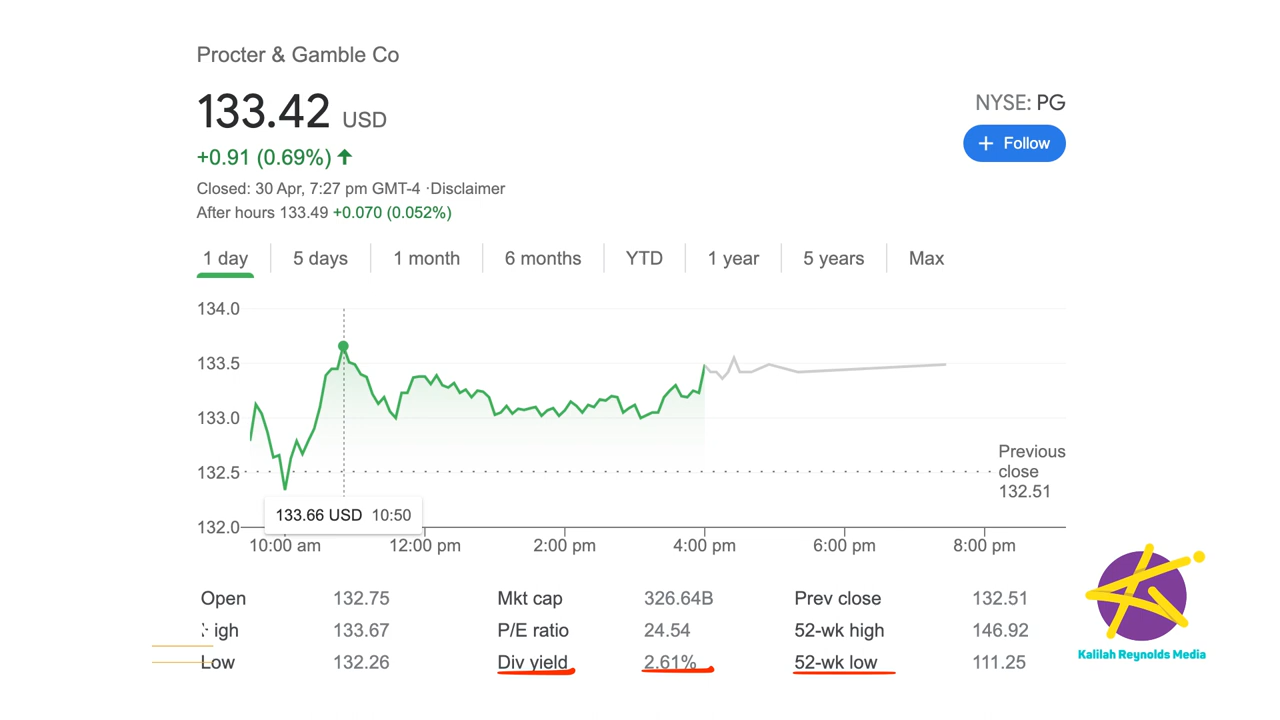 Procter & Gamble Co
133.42 USD
NYSE: PG
+ Follow
+0.91 (0.69%)
Closed: 30 Apr, 7:27 pm GMT-4 ·Disclaimer
After hours 133.49 +0.070 (0.052%)
1 day 5 days 1 month 6 months YTD 1 year 5 years Max
134.0
133.5
133.0
132.5
132.0
Previous
close
132.51
133.66 USD 10:50
10:00 am 12:00 pm 2:00 pm 4:00 pm 6:00 pm 8:00 pm
Open 132.75 Mkt cap 326.64B Prev close 132.51
igh 133.67 P/E ratio 24.54 52-wk high 146.92
Low 132.26 Div yield 2.61% 52-wk low 111.25
Kalilah Reynolds Media